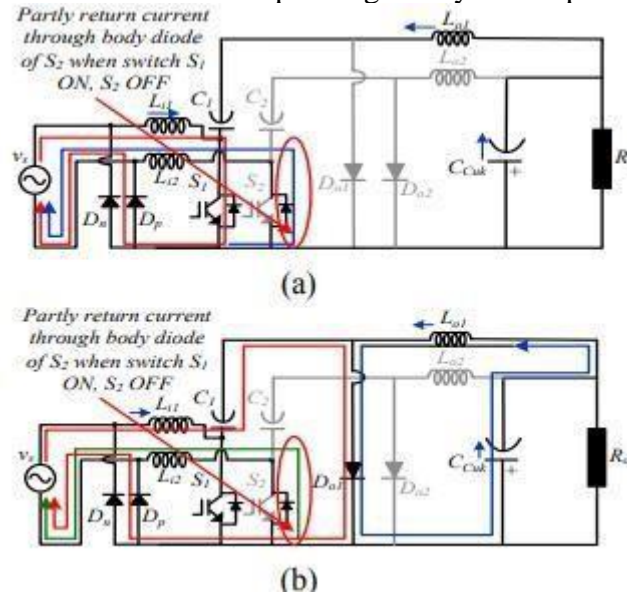 Partly return current
through body diode
of S2 when switch S1
ON, S2 OFF
Lo1
Lo2
C1
C2
Li1
vs
Li2
S1
S2
Dn
Dp
Do1
Do2
CCuk
+
R
(a)
Partly return current
through body diode
of S2 when switch S1
ON, S2 OFF
Lo1
Lo2
C1
C2
Li1
vs
Li2
S1
S2
Dn
Dp
Do1
Do2
CCuk
+
Ro
(b)